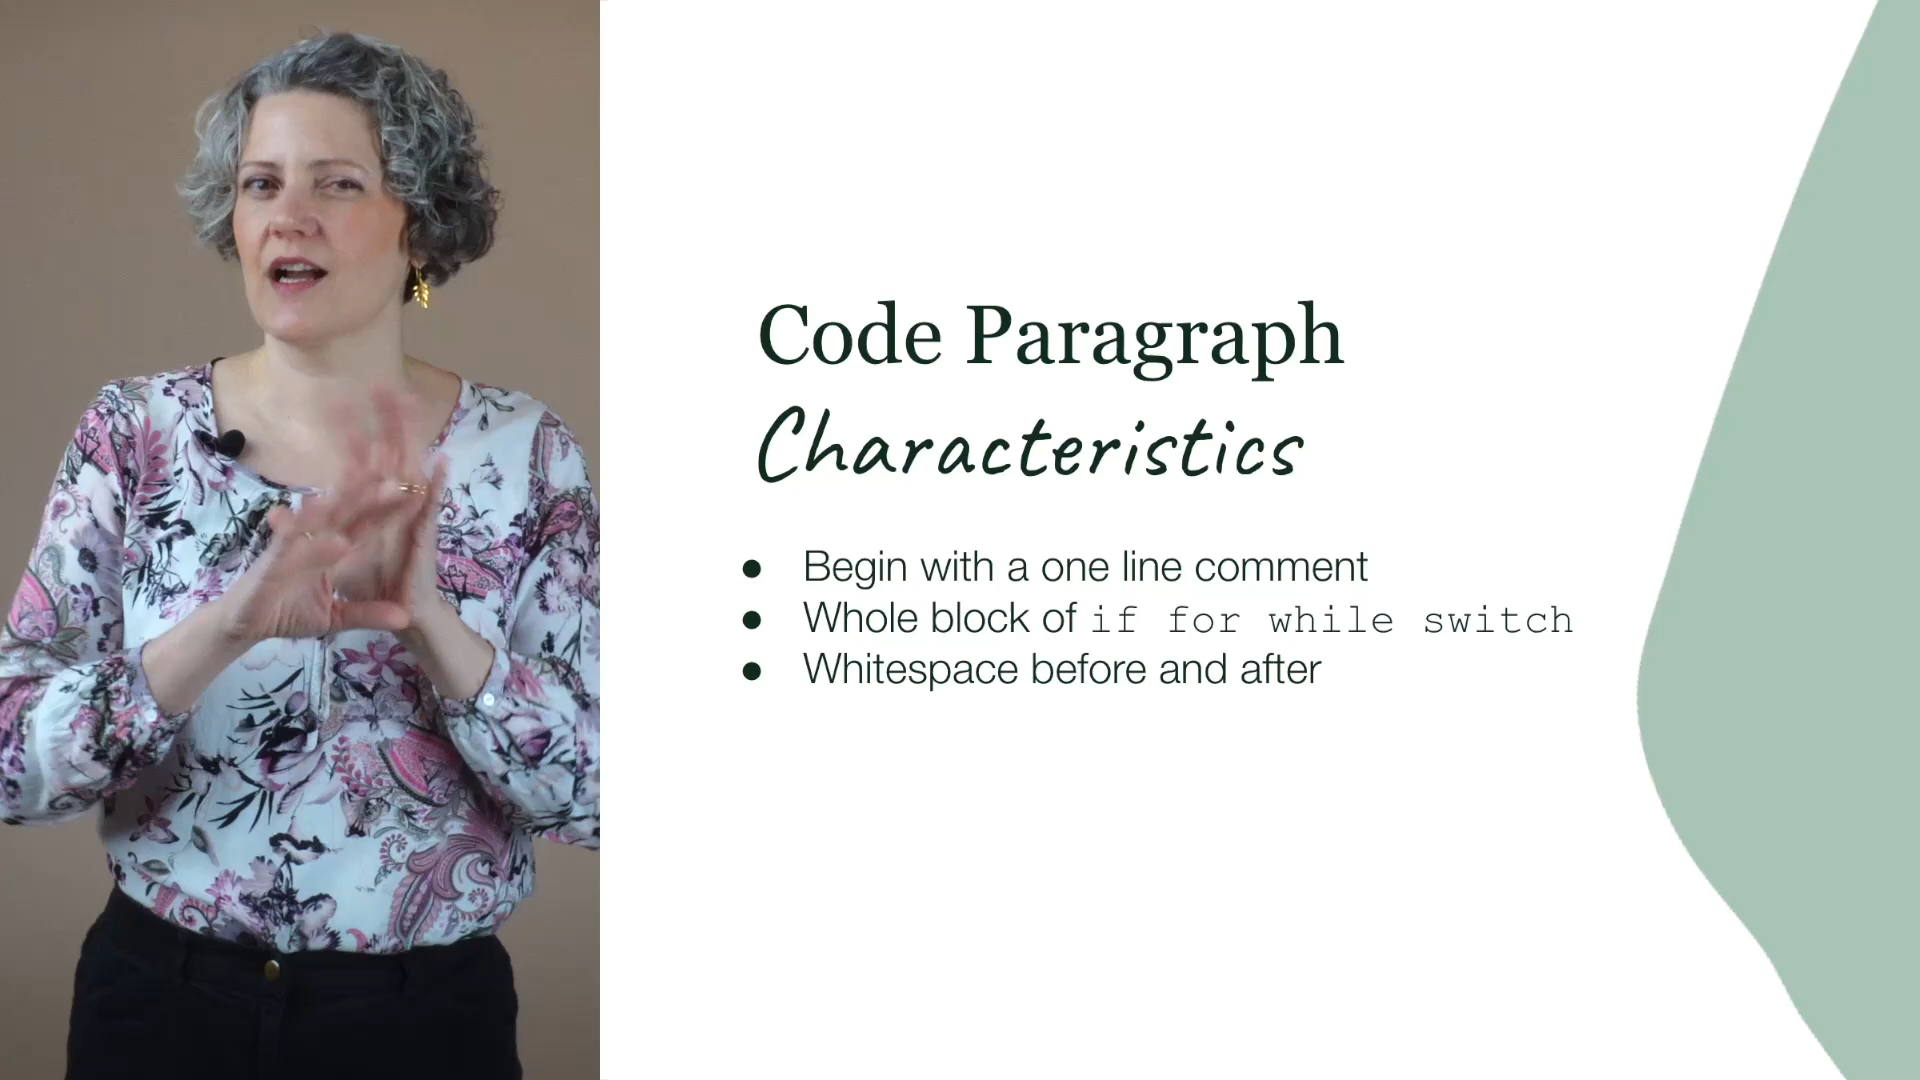 Code Paragraph
Characteristics
● Begin with a one line comment
● Whole block of if for while switch
● Whitespace before and after